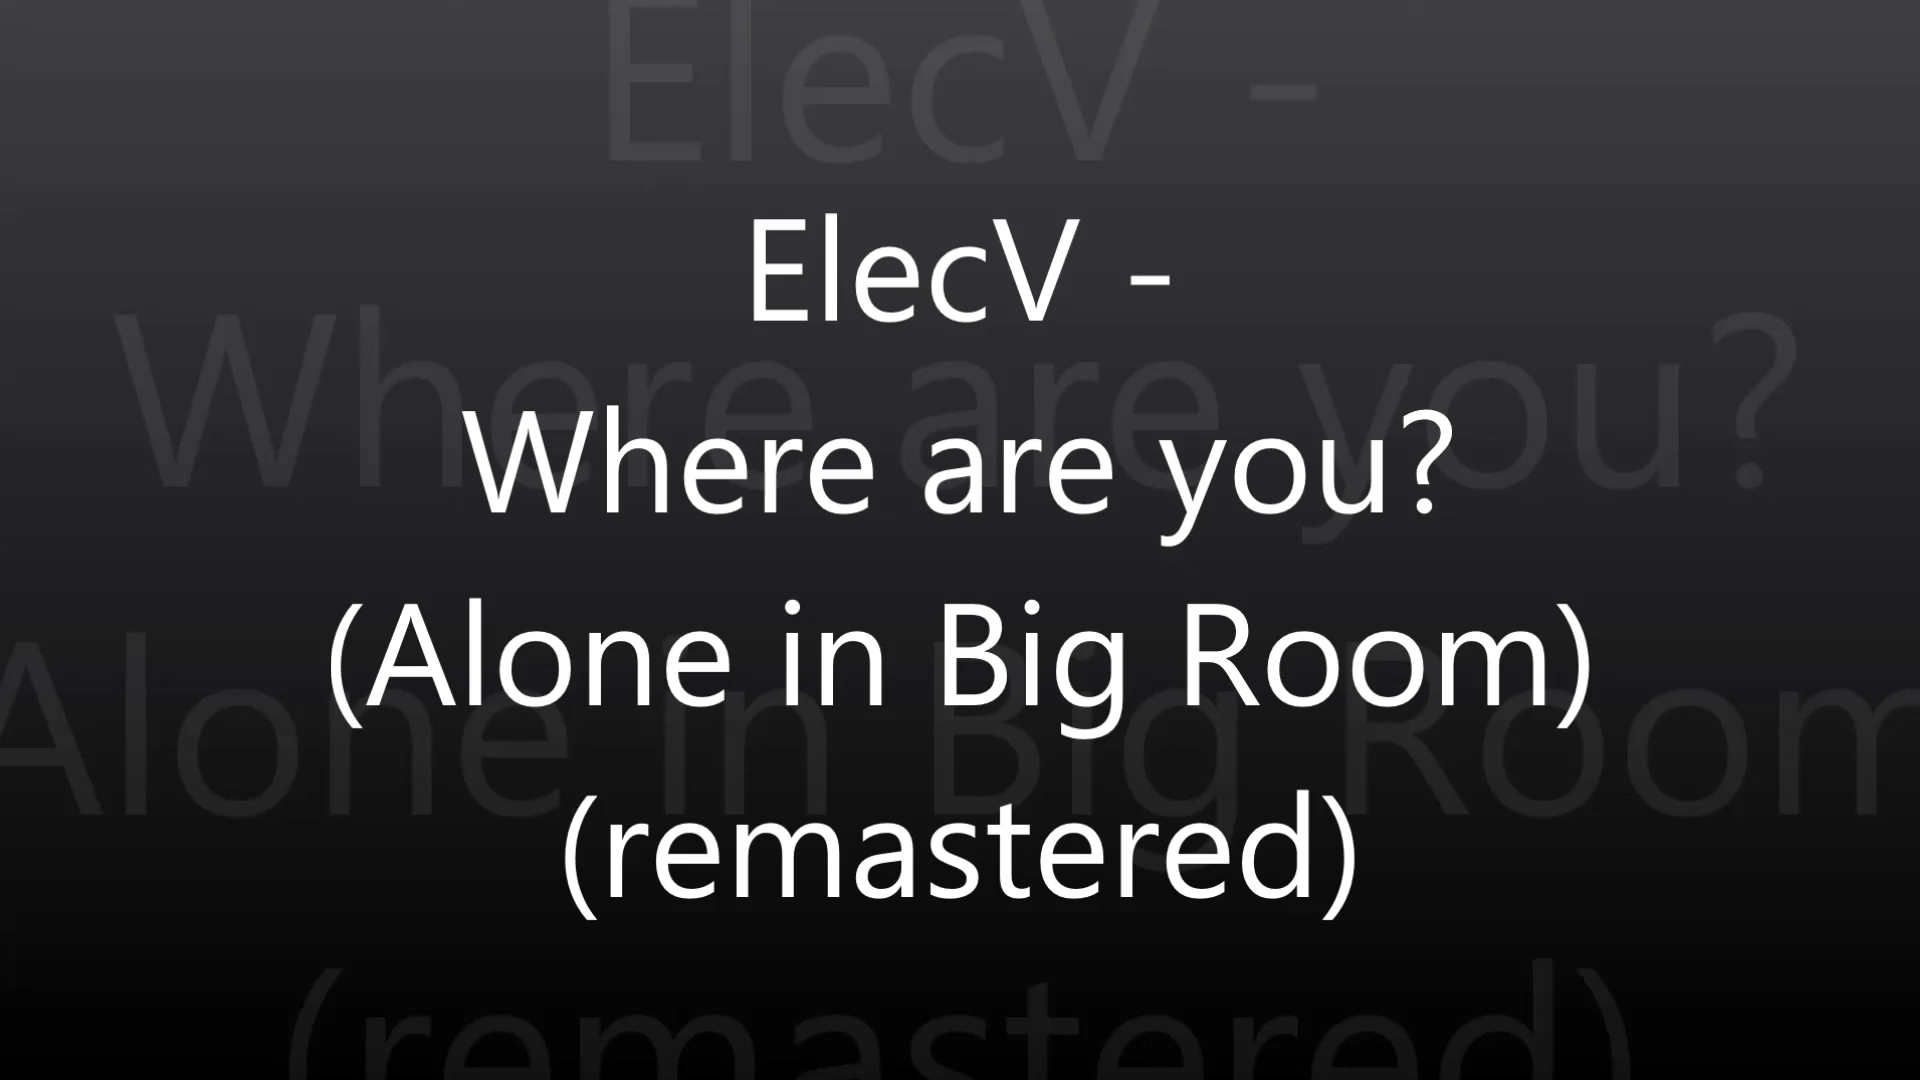 ElecV -
Where are you?
(Alone in Big Room)
(remastered)